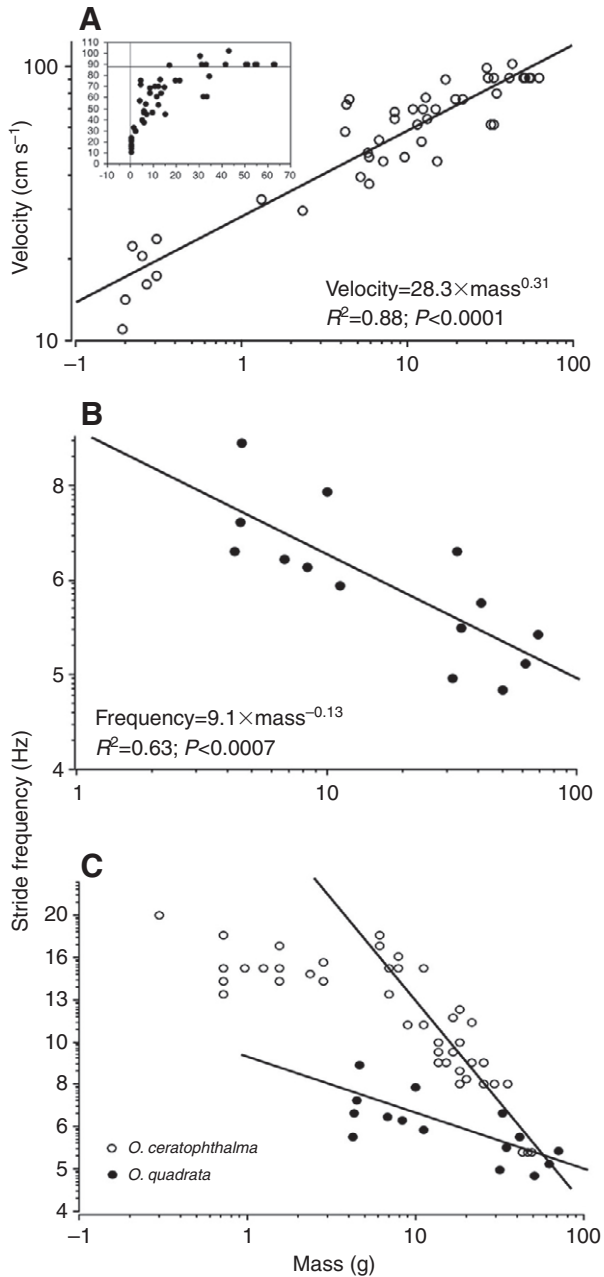 A
110
100
90
80
70
60
50
40
30
20
10
0
-10 0 10 20 30 40 50 60 70
100
10
Velocity (cm s−1)
Velocity=28.3×mass0.31
R2=0.88; P<0.0001
−1 1 10 100
B
8
6
5
4
Frequency=9.1×mass−0.13
R2=0.63; P<0.0007
1 10 100
Stride frequency (Hz)
C
20
16
13
10
8
6
5
4
O. ceratophthalma
O. quadrata
−1 1 10 100
Mass (g)